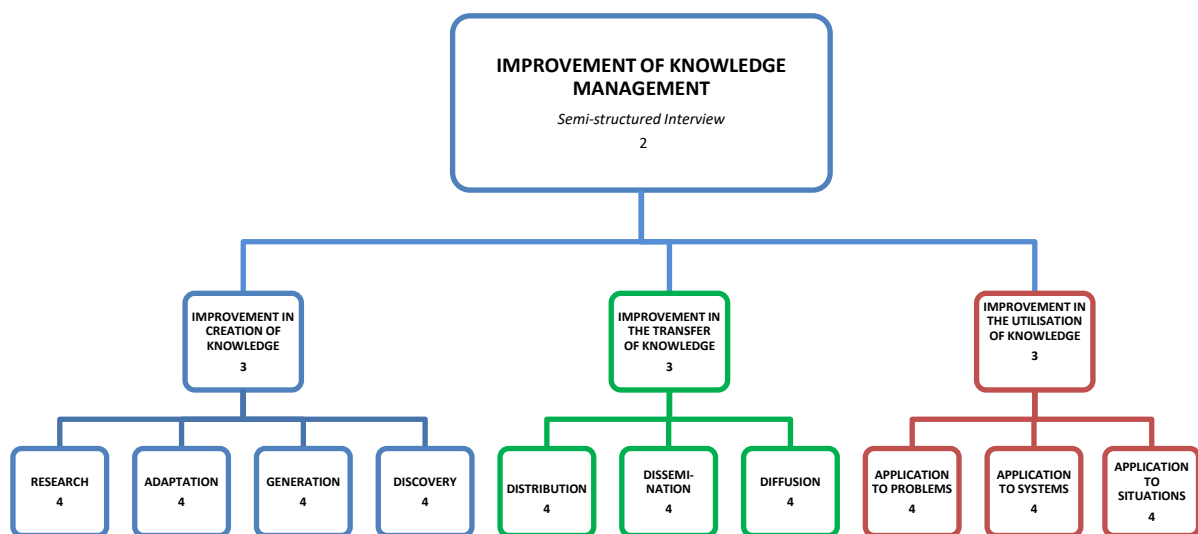 IMPROVEMENT OF KNOWLEDGE
MANAGEMENT
Semi-structured Interview
2
IMPROVEMENT IN
CREATION OF
KNOWLEDGE
3
IMPROVEMENT IN
THE TRANSFER
OF KNOWLEDGE
3
IMPROVEMENT IN
THE UTILISATION
OF KNOWLEDGE
3
RESEARCH
4
ADAPTATION
4
GENERATION
4
DISCOVERY
4
DISTRIBUTION
4
DISSEMI-
NATION
4
DIFFUSION
4
APPLICATION
TO PROBLEMS
4
APPLICATION
TO SYSTEMS
4
APPLICATION
TO
SITUATIONS
4